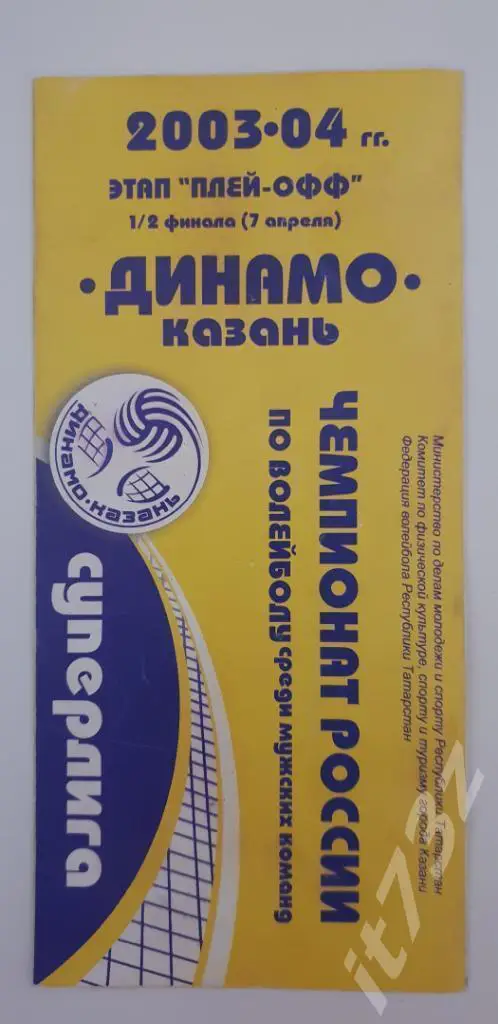 2003•04 гг.
ЭТАП "ПЛЕЙ-ОФФ"
1/2 финала (7 апреля)
•ДИНАМО•
казань
динамо•казань
суперлига
ЧЕМПИОНАТ РОССИИ
ПО ВОЛЕЙБОЛУ среди мужских команд
Министерство по делам молодежи и спорту Республики Татарстан
Комитет по физической культуре, спорту и туризму города Казани
Федерация волейбола Республики Татарстан
it73z